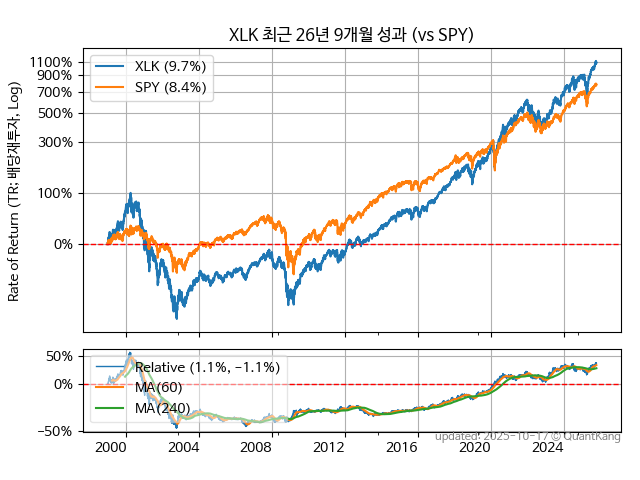 XLK 최근 26년 9개월 성과 (vs SPY)
Rate of Return (TR: 배당재투자, Log)
1100%
900%
700%
500%
300%
100%
0%
XLK (9.7%)
SPY (8.4%)
50%
0%
−50%
Relative (1.1%, −1.1%)
MA(60)
MA(240)
2000 2004 2008 2012 2016 2020 2024
updated: 2025-10-17 © QuantKang